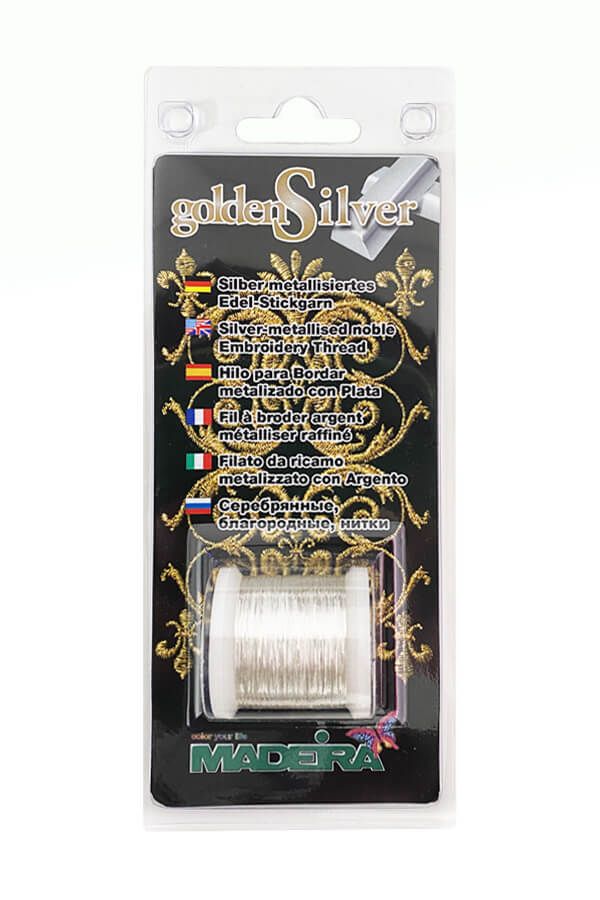 goldenSilver
Silber metallisiertes
Edel-Stickgarn
Silver-metallised noble
Embroidery Thread
Hilo para Bordar
metalizado con Plata
Fil à broder argent
métalliser raffiné
Filato da ricamo
metalizzato con Argento
Серебрянные,
благородные, нитки
color your life
MADEIRA